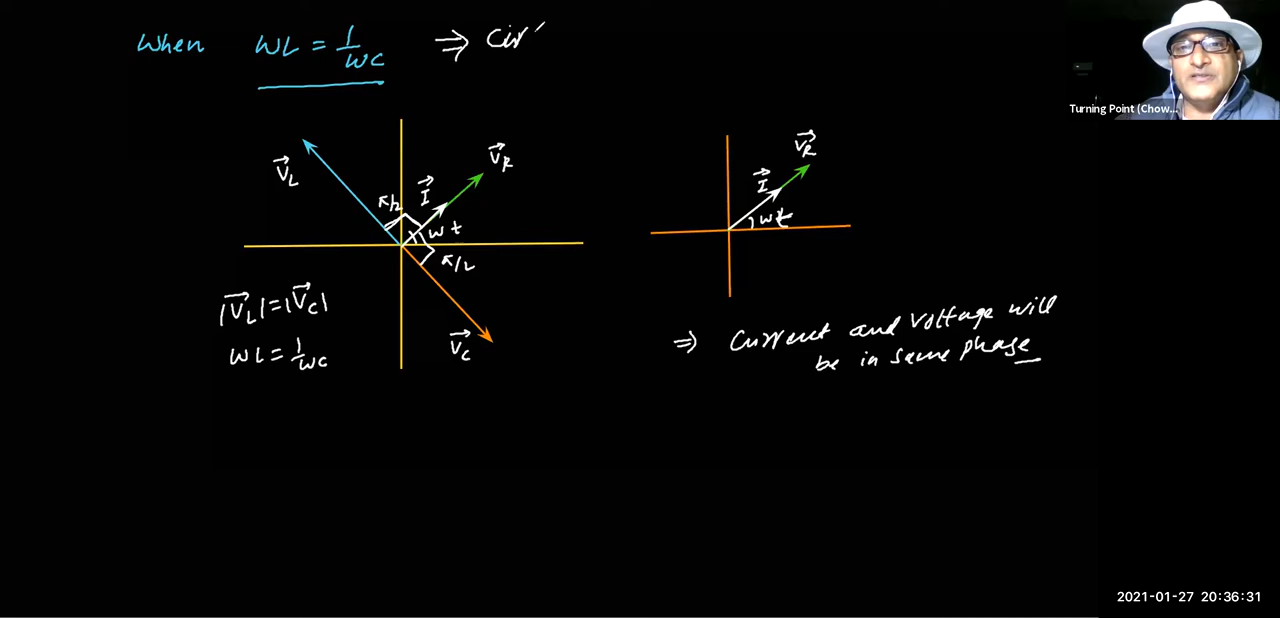 When ωL = 1/ωC ⇒ Cir
Turning Point (Chow...
V⃗L
π/2
I⃗
V⃗R
ωt
π/2
V⃗C
|V⃗L| = |V⃗C|
ωL = 1/ωC
V⃗R
I⃗
ωt
⇒ Current and voltage will
be in same phase
2021-01-27 20:36:31